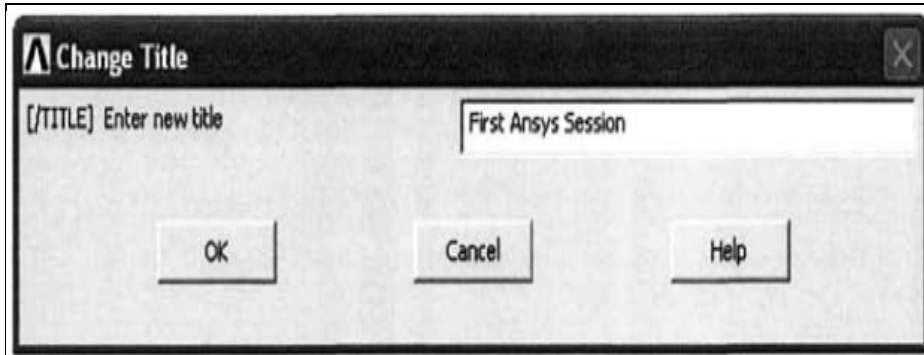 Change Title
[/TITLE] Enter new title
First Ansys Session
OK
Cancel
Help